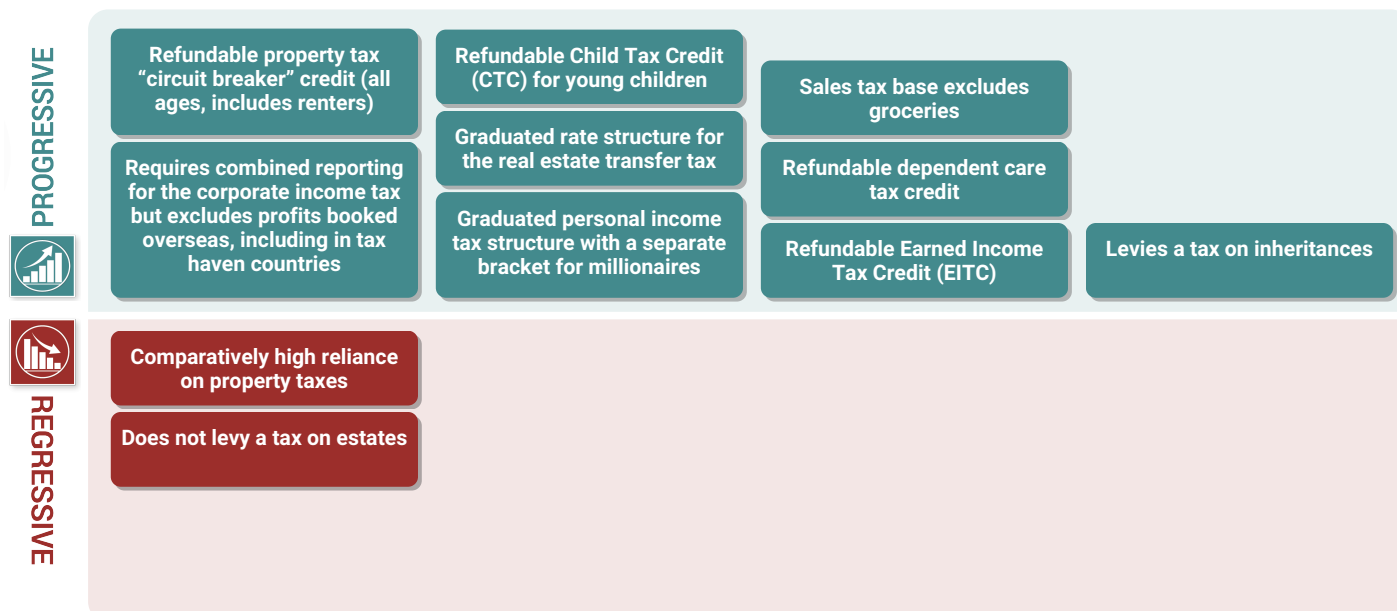 PROGRESSIVE
Refundable property tax
“circuit breaker” credit (all
ages, includes renters)
Requires combined reporting
for the corporate income tax
but excludes profits booked
overseas, including in tax
haven countries
Refundable Child Tax Credit
(CTC) for young children
Graduated rate structure for
the real estate transfer tax
Graduated personal income
tax structure with a separate
bracket for millionaires
Sales tax base excludes
groceries
Refundable dependent care
tax credit
Refundable Earned Income
Tax Credit (EITC)
Levies a tax on inheritances
REGRESSIVE
Comparatively high reliance
on property taxes
Does not levy a tax on estates